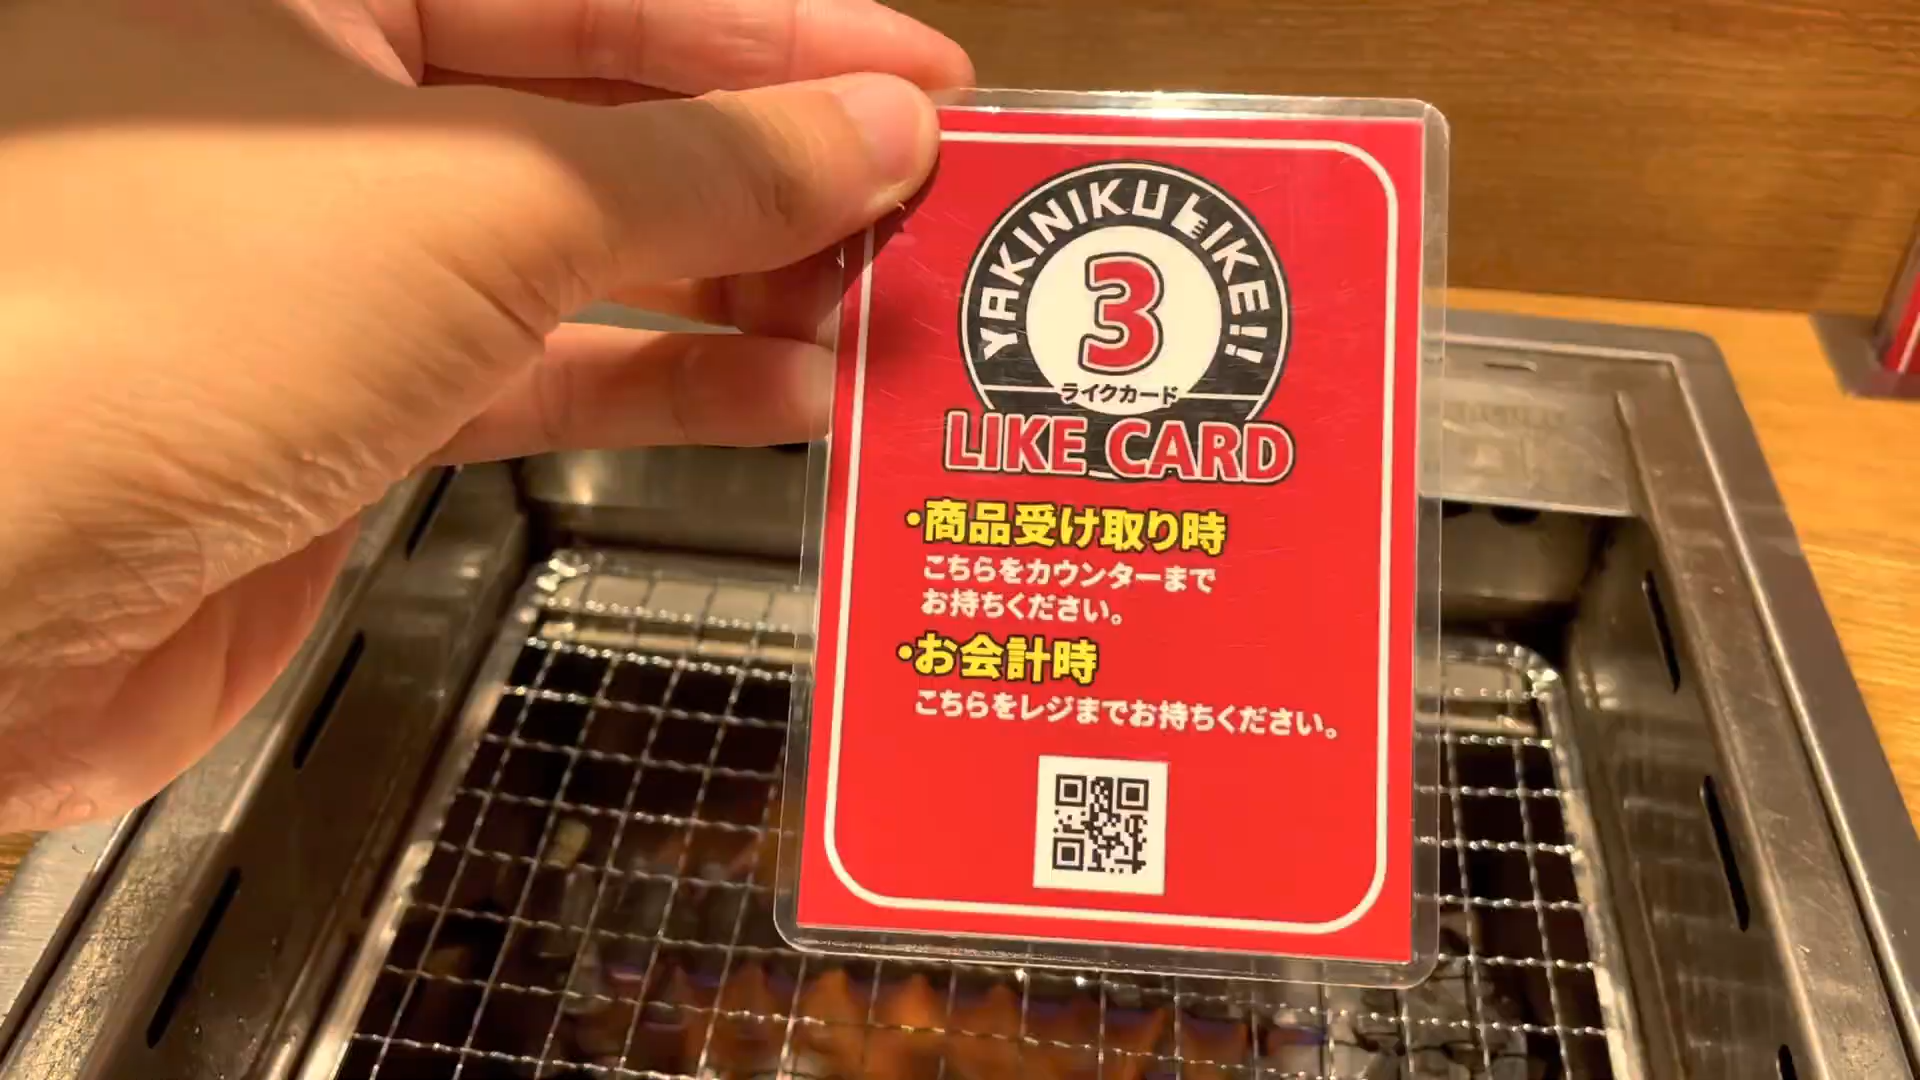 YAKINIKU LIKE!!
3
ライクカード
LIKE CARD
・商品受け取り時
こちらをカウンターまで
お持ちください。
・お会計時
こちらをレジまでお持ちください。